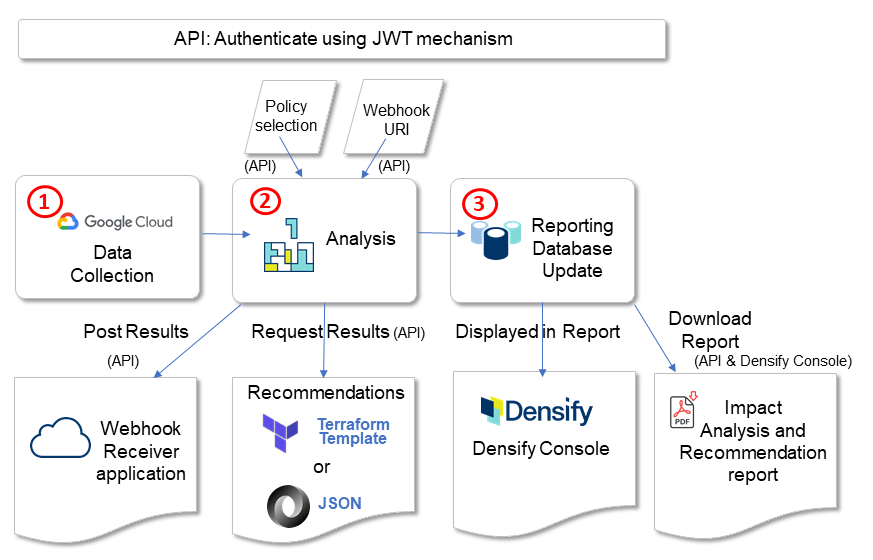 API: Authenticate using JWT mechanism
Policy
selection
(API)
Webhook
URI
(API)
1
Google Cloud
Data
Collection
2
Analysis
3
Reporting
Database
Update
Post Results
(API)
Request Results (API)
Displayed in Report
Download
Report
(API & Densify Console)
Webhook
Receiver
application
Recommendations
Terraform
Template
or
JSON
Densify
Densify Console
PDF
Impact
Analysis and
Recommendation
report